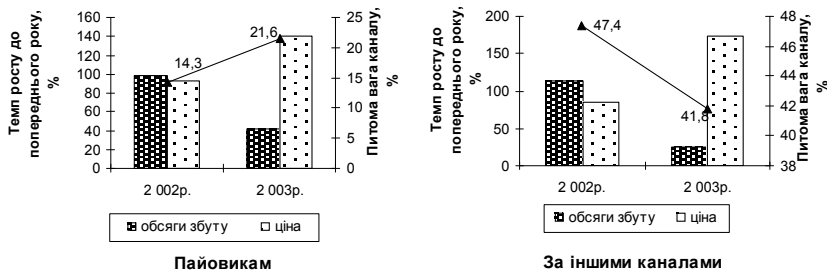 Темп росту до попереднього року, %
160
140
120
100
80
60
40
20
0
14,3
21,6
25
20
15
10
5
0
Питома вага каналу, %
2 002р.
2 003р.
обсяги збуту
ціна
Пайовикам
Темп росту до попереднього року, %
200
150
100
50
0
47,4
41,8
48
46
44
42
40
38
Питома вага каналу, %
2 002р.
2 003р.
обсяги збуту
ціна
За іншими каналами